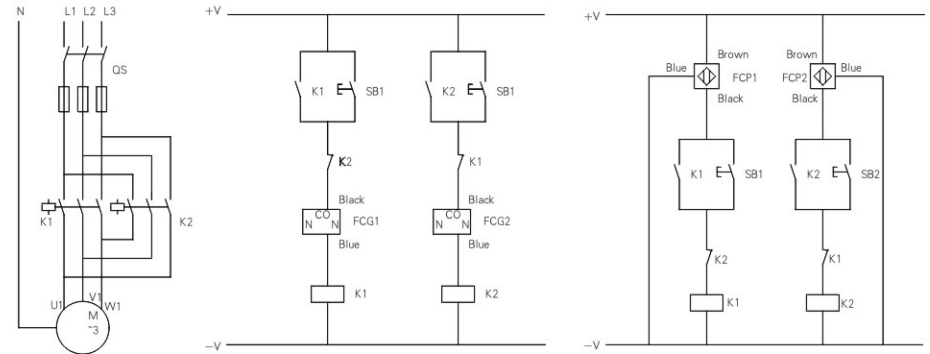 N L1 L2 L3
QS
K1
K2
U1
V1
W1
M
~3
+V
K1 SB1
K2 SB1
K2
K1
Black
Black
CO
N N
FCG1
CO
N N
FCG2
Blue
Blue
K1
K2
−V
+V
Brown
Brown
Blue
FCP1
FCP2
Blue
Black
Black
K1 SB1
K2 SB2
K2
K1
K1
K2
−V